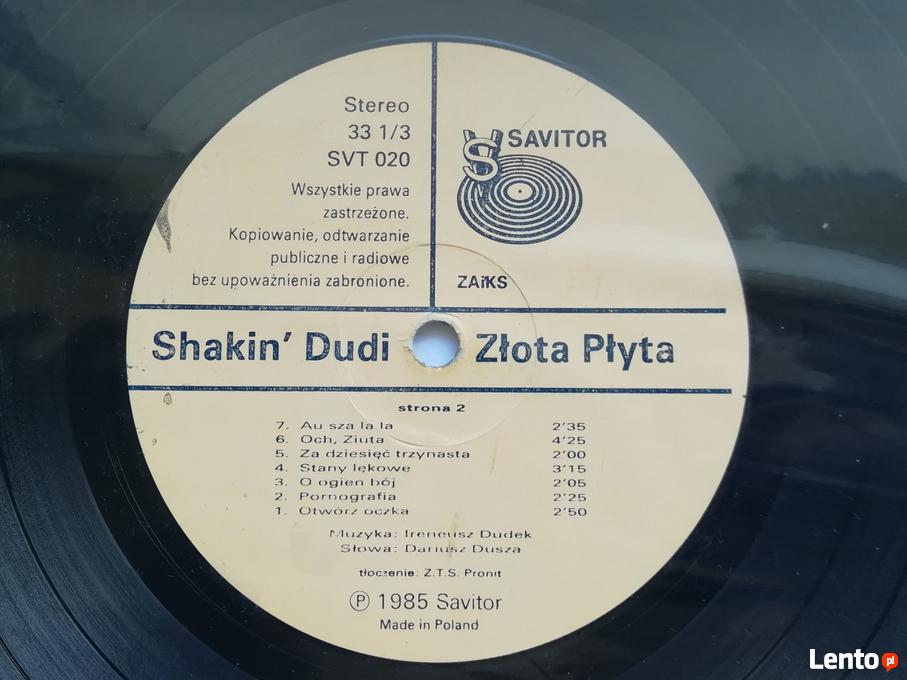 Stereo
33 1/3
SVT 020
Wszystkie prawa
zastrzeżone.
Kopiowanie, odtwarzanie
publiczne i radiowe
bez upoważnienia zabronione.
VS SAVITOR
ZAiKS
Shakin' Dudi Złota Płyta
strona 2
7. Au sza la la 2'35
6. Och, Ziuta 4'25
5. Za dziesięć trzynasta 2'00
4. Stany lękowe 3'15
3. O ogien bój 2'05
2. Pornografia 2'25
1. Otwórz oczka 2'50
Muzyka: Ireneusz Dudek
Słowa: Dariusz Dusza
tłoczenie: Z.T.S. Pronit
Ⓟ 1985 Savitor
Made in Poland
Lento pl